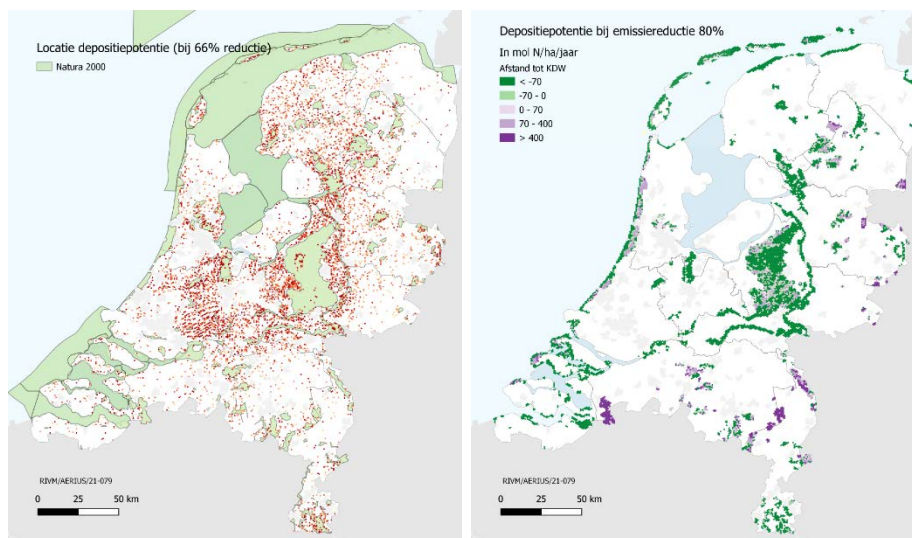 Locatie depositiepotentie (bij 66% reductie)
Natura 2000
RIVM/AERIUS/21-079
0 25 50 km
Depositiepotentie bij emissiereductie 80%
In mol N/ha/jaar
Afstand tot KDW
< -70
-70 - 0
0 - 70
70 - 400
> 400
RIVM/AERIUS/21-079
0 25 50 km